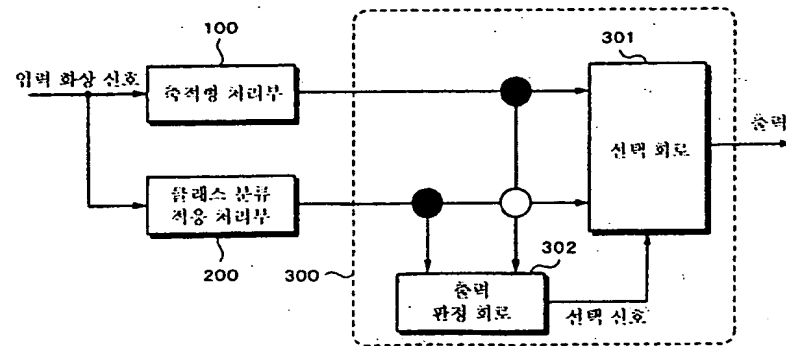 100
입력 화상 신호
축적형 처리부
301
선택 회로
출력
클래스 분류
적응 처리부
200
300
302
출력
판정 회로
선택 신호